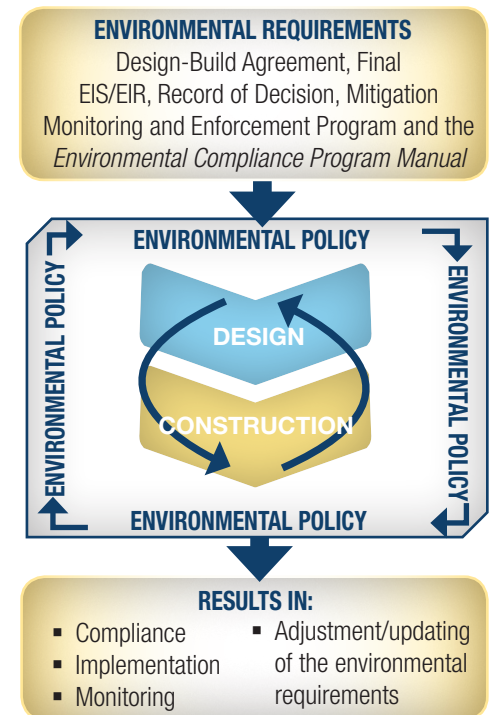 ENVIRONMENTAL REQUIREMENTS
Design-Build Agreement, Final
EIS/EIR, Record of Decision, Mitigation
Monitoring and Enforcement Program and the
Environmental Compliance Program Manual
ENVIRONMENTAL POLICY
ENVIRONMENTAL POLICY
ENVIRONMENTAL POLICY
DESIGN
CONSTRUCTION
ENVIRONMENTAL POLICY
RESULTS IN:
▪ Compliance
▪ Implementation
▪ Monitoring
▪ Adjustment/updating
of the environmental
requirements